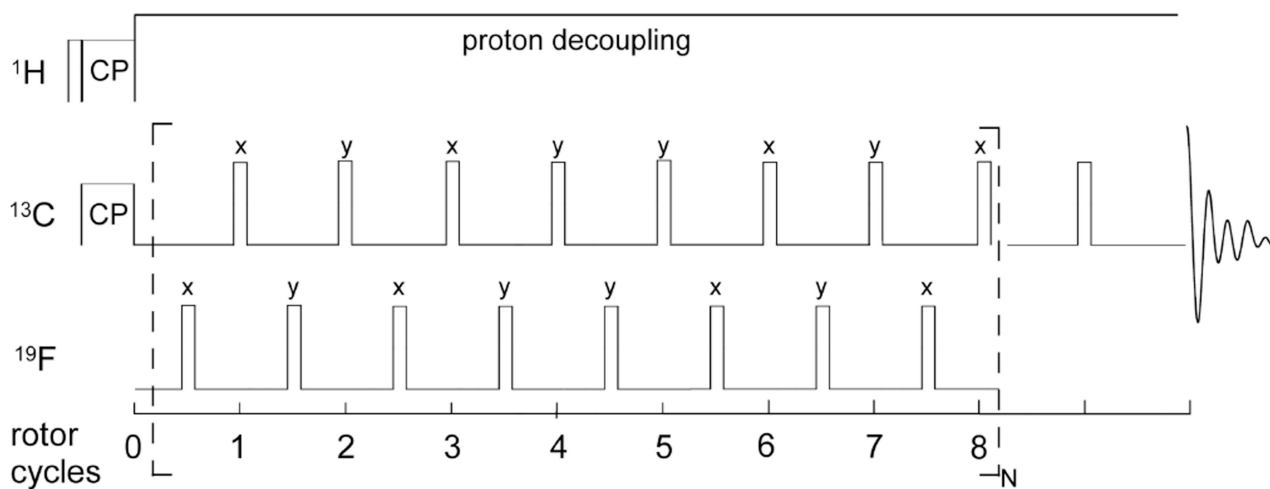 proton decoupling
¹H CP
x y x y y x y x
¹³C CP
x y x y y x y x
¹⁹F
rotor cycles 0 1 2 3 4 5 6 7 8 N